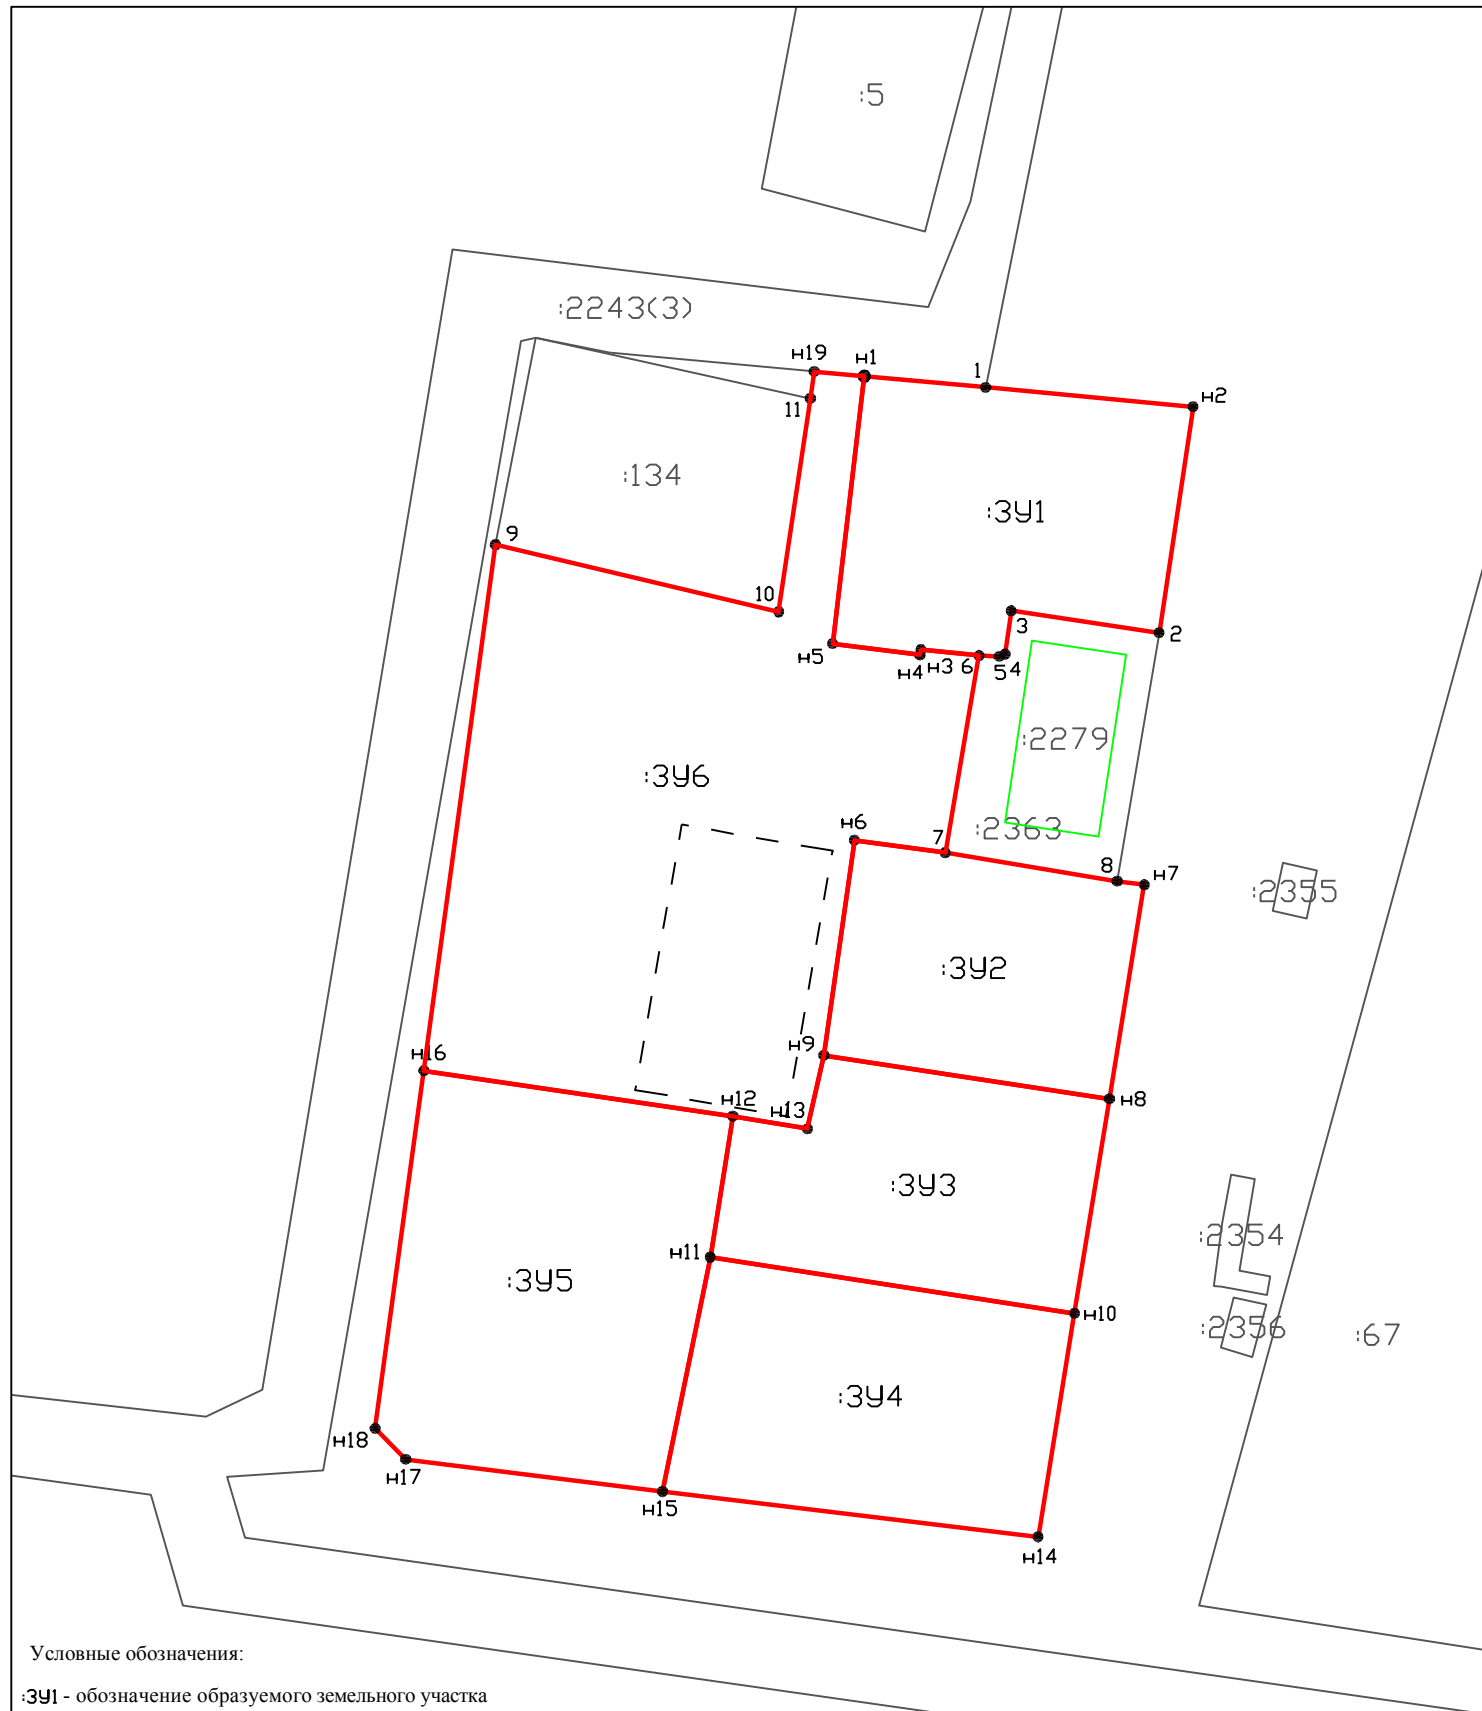 :5
:2243(3)
н19
н1
1
н2
11
:134
:ЗУ1
9
10
3
2
н5
н4
н3
6
5
4
:2279
:ЗУ6
:2363
н6
7
8
н7
:2355
:ЗУ2
н9
н16
н12
н13
н8
:ЗУ3
:2354
н11
:ЗУ5
н10
:2356
:67
:ЗУ4
н18
н17
н15
н14
Условные обозначения:
:ЗУ1 - обозначение образуемого земельного участка